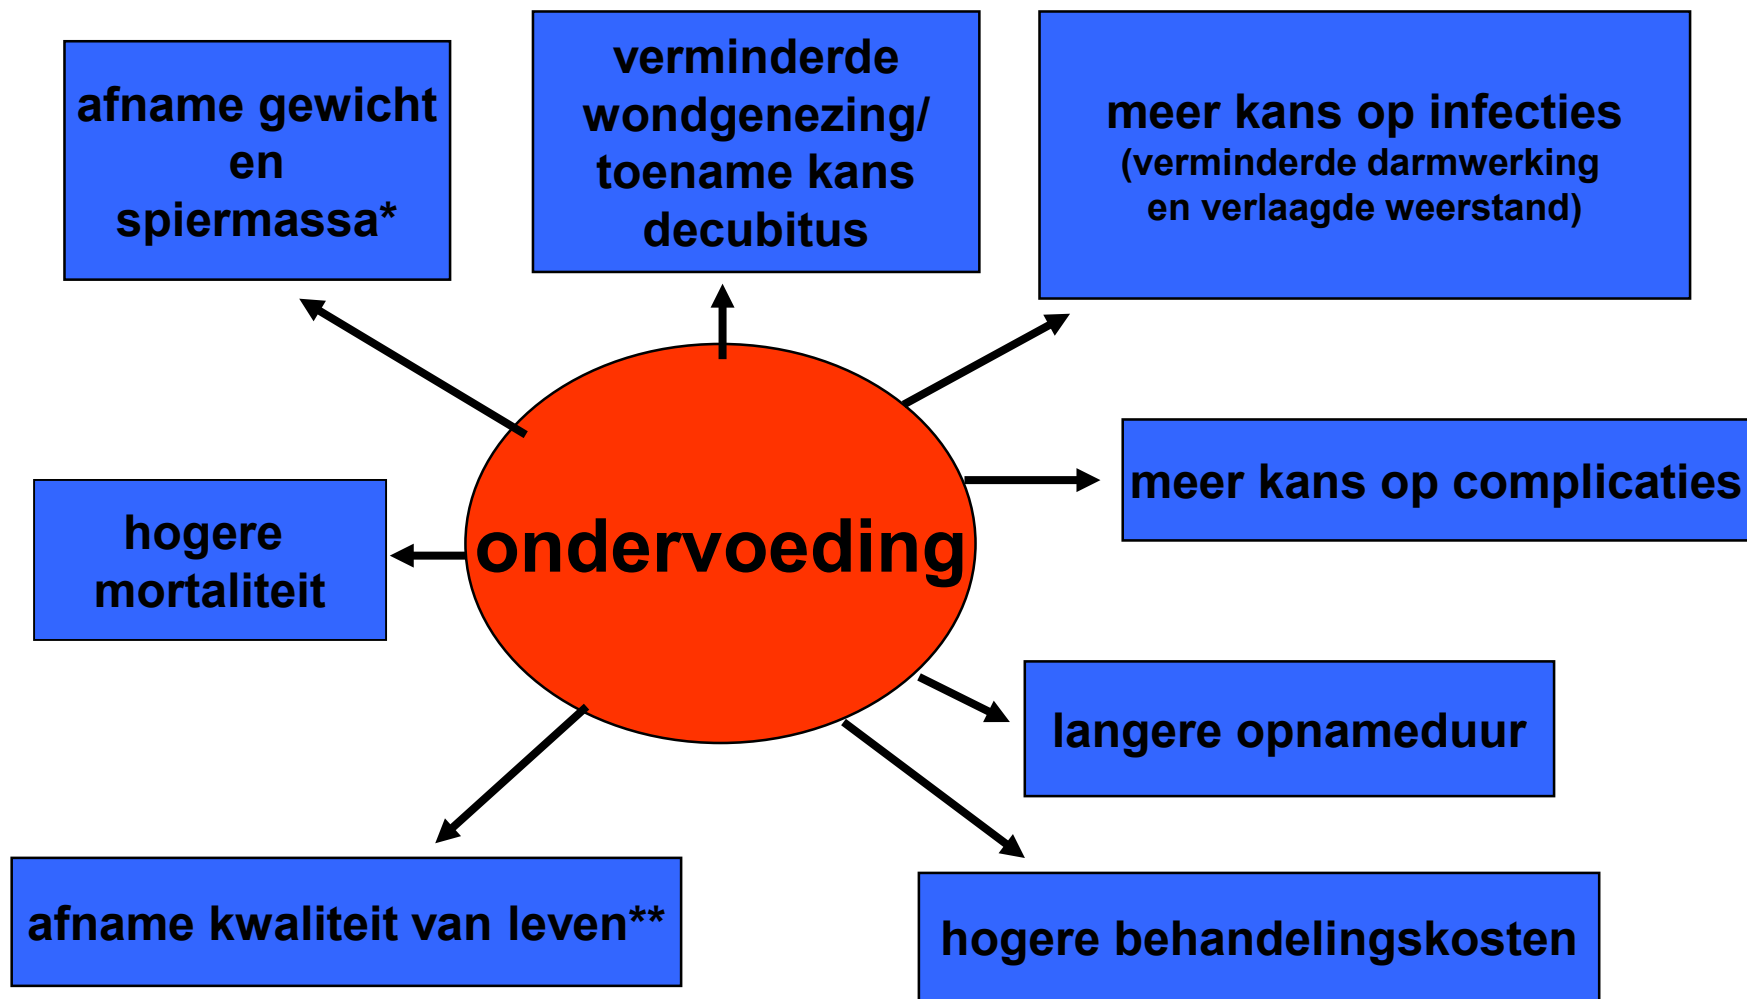 afname gewicht
en
spiermassa*
verminderde
wondgenezing/
toename kans
decubitus
meer kans op infecties
(verminderde darmwerking
en verlaagde weerstand)
meer kans op complicaties
hogere
mortaliteit
ondervoeding
langere opnameduur
afname kwaliteit van leven**
hogere behandelingskosten